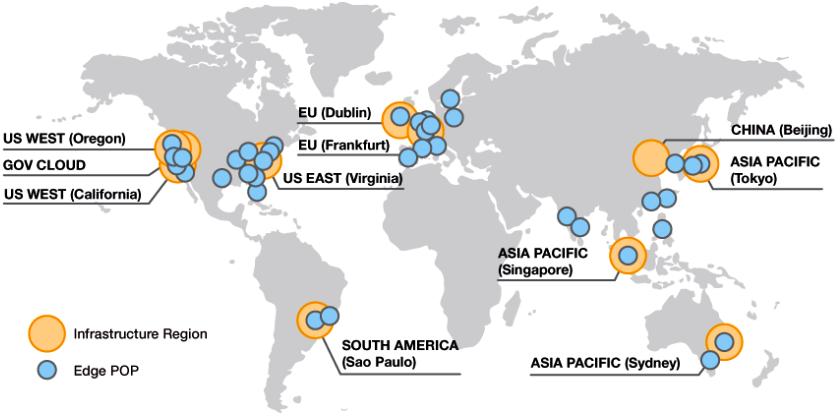 US WEST (Oregon)
GOV CLOUD
US WEST (California)
EU (Dublin)
EU (Frankfurt)
US EAST (Virginia)
CHINA (Beijing)
ASIA PACIFIC
(Tokyo)
ASIA PACIFIC
(Singapore)
SOUTH AMERICA
(Sao Paulo)
ASIA PACIFIC (Sydney)
Infrastructure Region
Edge POP